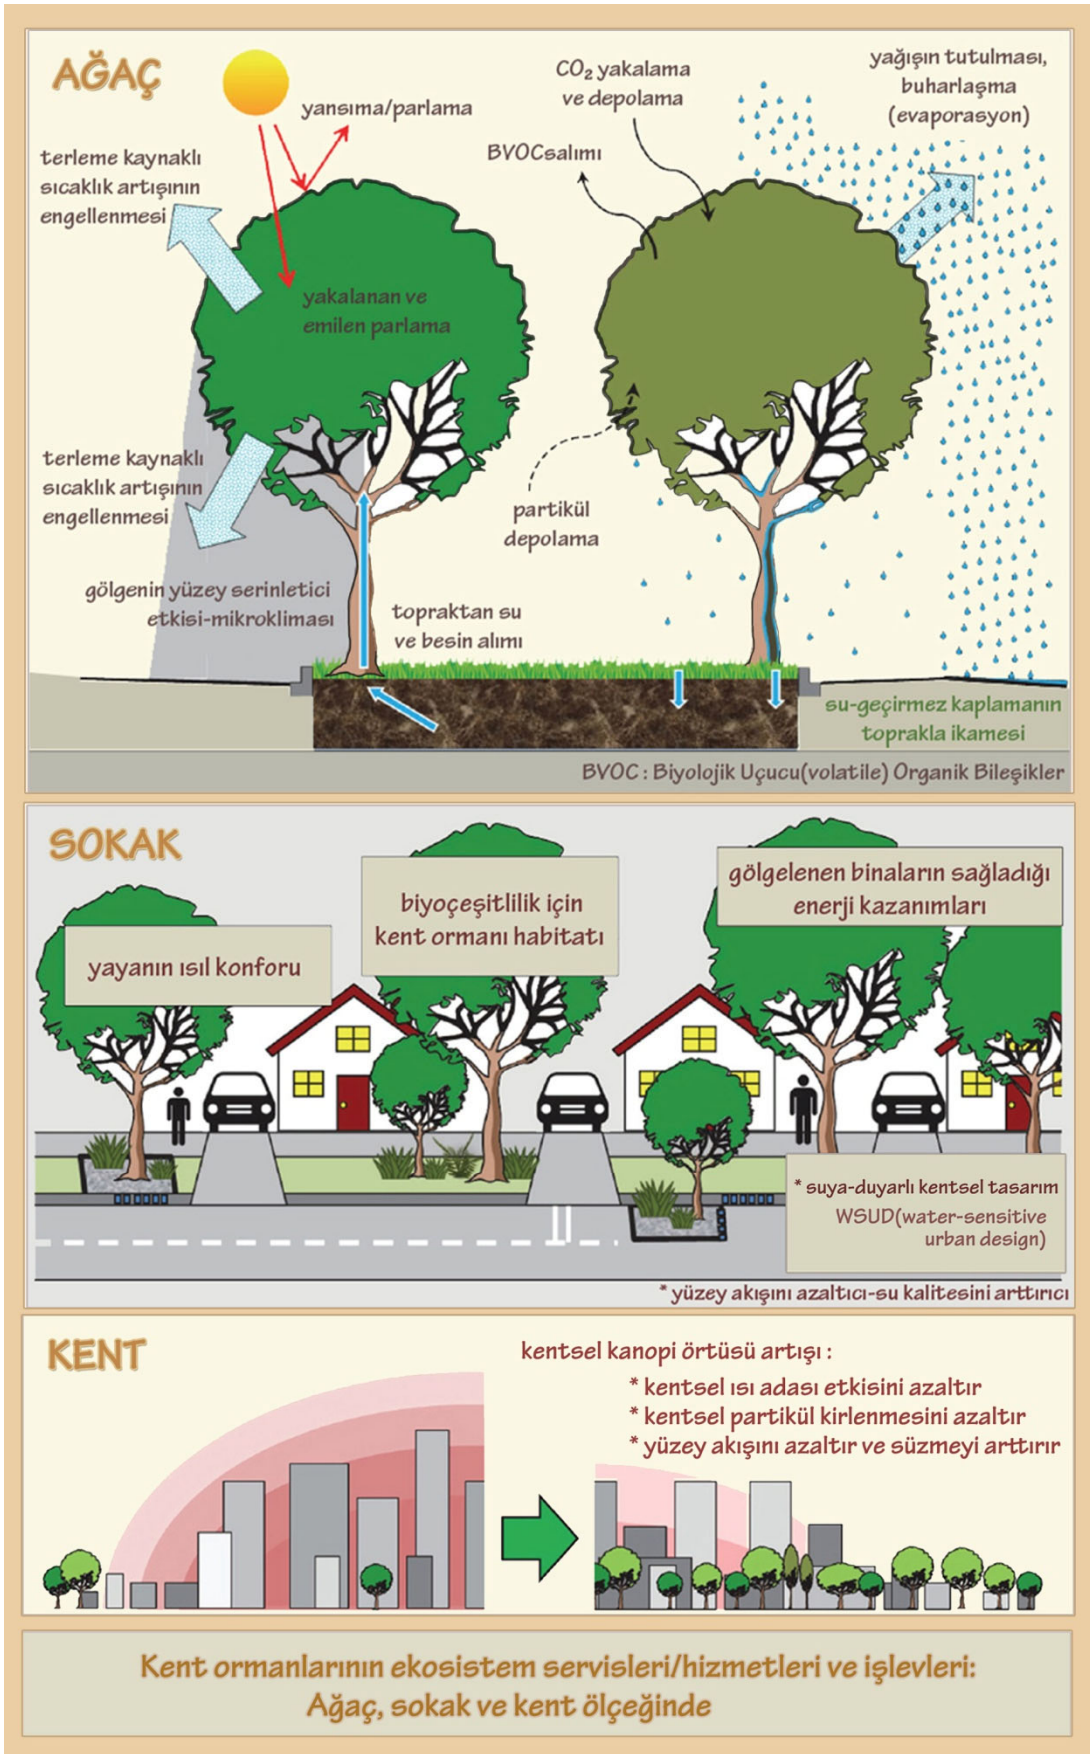 AĞAÇ
yansıma/parlama
terleme kaynaklı
sıcaklık artışının
engellenmesi
yakalanan ve
emilen parlama
terleme kaynaklı
sıcaklık artışının
engellenmesi
gölgenin yüzey serinletici
etkisi-mikrokliması
topraktan su
ve besin alımı
CO₂ yakalama
ve depolama
BVOCsalımı
yağışın tutulması,
buharlaşma
(evaporasyon)
partikül
depolama
su-geçirmez kaplamanın
toprakla ikamesi
BVOC : Biyolojik Uçucu(volatile) Organik Bileşikler
SOKAK
yayanın ısıl konforu
biyoçeşitlilik için
kent ormanı habitatı
gölgelenen binaların sağladığı
enerji kazanımları
* suya-duyarlı kentsel tasarım
WSUD(water-sensitive
urban design)
* yüzey akışını azaltıcı-su kalitesini arttırıcı
KENT
kentsel kanopi örtüsü artışı :
* kentsel ısı adası etkisini azaltır
* kentsel partikül kirlenmesini azaltır
* yüzey akışını azaltır ve süzmeyi arttırır
Kent ormanlarının ekosistem servisleri/hizmetleri ve işlevleri:
Ağaç, sokak ve kent ölçeğinde